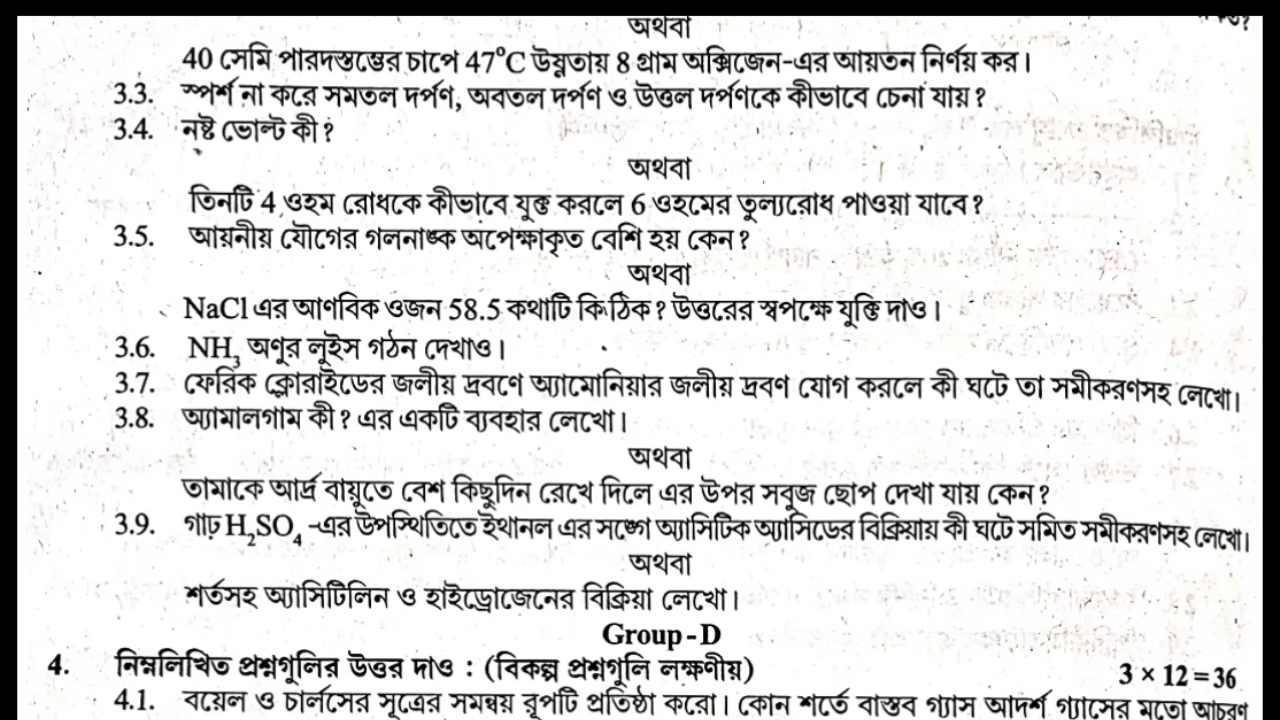 অথবা
40 সেমি পারদস্তম্ভের চাপে 47°C উষ্ণতায় 8 গ্রাম অক্সিজেন-এর আয়তন নির্ণয় কর।
3.3. স্পর্শ না করে সমতল দর্পণ, অবতল দর্পণ ও উত্তল দর্পণকে কীভাবে চেনা যায়?
3.4. নষ্ট ভোল্ট কী?
অথবা
তিনটি 4 ওহম রোধকে কীভাবে যুক্ত করলে 6 ওহমের তুল্যরোধ পাওয়া যাবে?
3.5. আয়নীয় যৌগের গলনাঙ্ক অপেক্ষাকৃত বেশি হয় কেন?
অথবা
NaCl এর আণবিক ওজন 58.5 কথাটি কি ঠিক? উত্তরের স্বপক্ষে যুক্তি দাও।
3.6. NH₃ অণুর লুইস গঠন দেখাও।
3.7. ফেরিক ক্লোরাইডের জলীয় দ্রবণে অ্যামোনিয়ার জলীয় দ্রবণ যোগ করলে কী ঘটে তা সমীকরণসহ লেখো।
3.8. অ্যামালগাম কী? এর একটি ব্যবহার লেখো।
অথবা
তামাকে আর্দ্র বায়ুতে বেশ কিছুদিন রেখে দিলে এর উপর সবুজ ছোপ দেখা যায় কেন?
3.9. গাঢ় H₂SO₄ -এর উপস্থিতিতে ইথানল এর সঙ্গে অ্যাসিটিক অ্যাসিডের বিক্রিয়ায় কী ঘটে সমিত সমীকরণসহ লেখো।
অথবা
শর্তসহ অ্যাসিটিলিন ও হাইড্রোজেনের বিক্রিয়া লেখো।
Group-D
4. নিম্নলিখিত প্রশ্নগুলির উত্তর দাও : (বিকল্প প্রশ্নগুলি লক্ষণীয়) 3 × 12 = 36
4.1. বয়েল ও চার্লসের সূত্রের সমন্বয় রূপটি প্রতিষ্ঠা করো। কোন শর্তে বাস্তব গ্যাস আদর্শ গ্যাসের মতো আচরণ